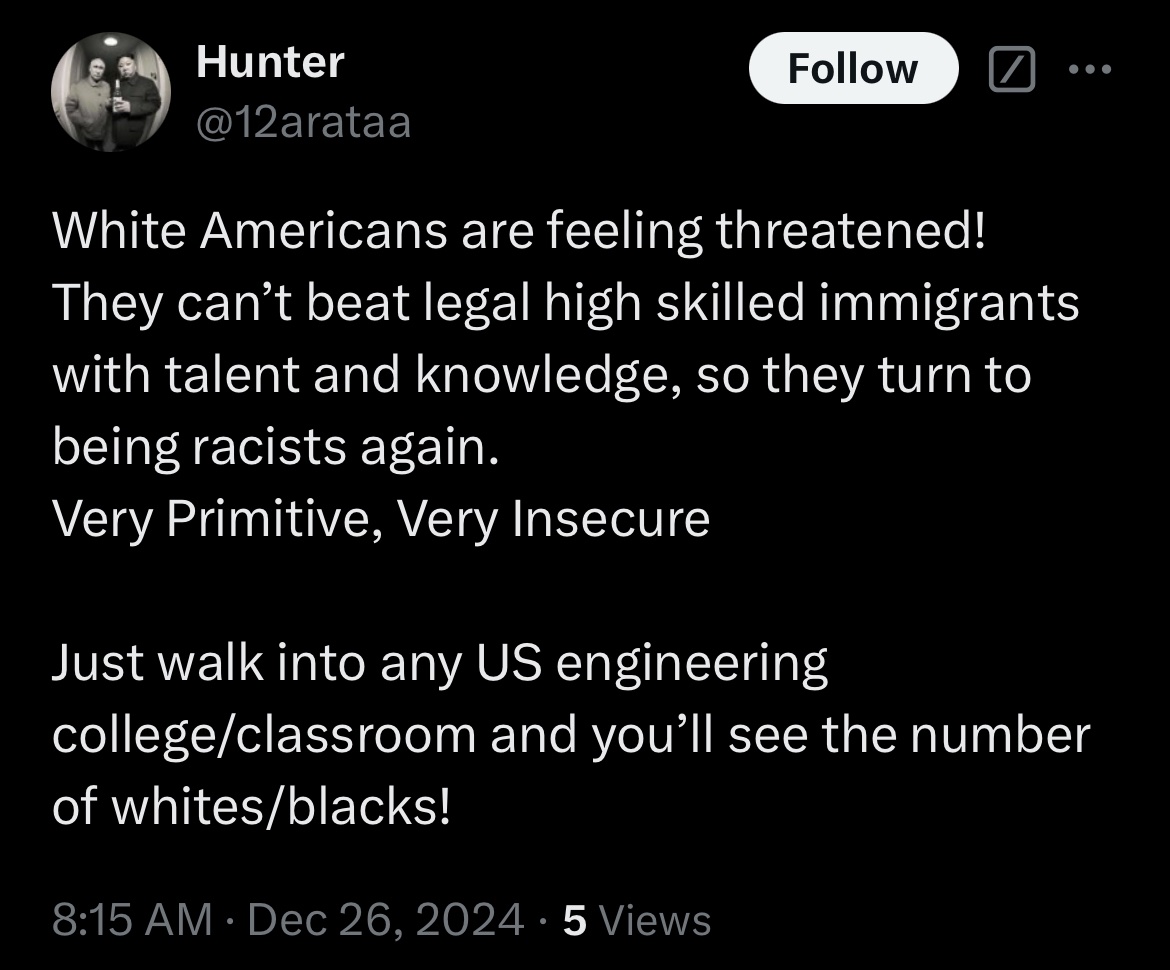 Hunter
@12arataa
Follow
White Americans are feeling threatened!
They can’t beat legal high skilled immigrants
with talent and knowledge, so they turn to
being racists again.
Very Primitive, Very Insecure
Just walk into any US engineering
college/classroom and you’ll see the number
of whites/blacks!
8:15 AM · Dec 26, 2024 · 5 Views